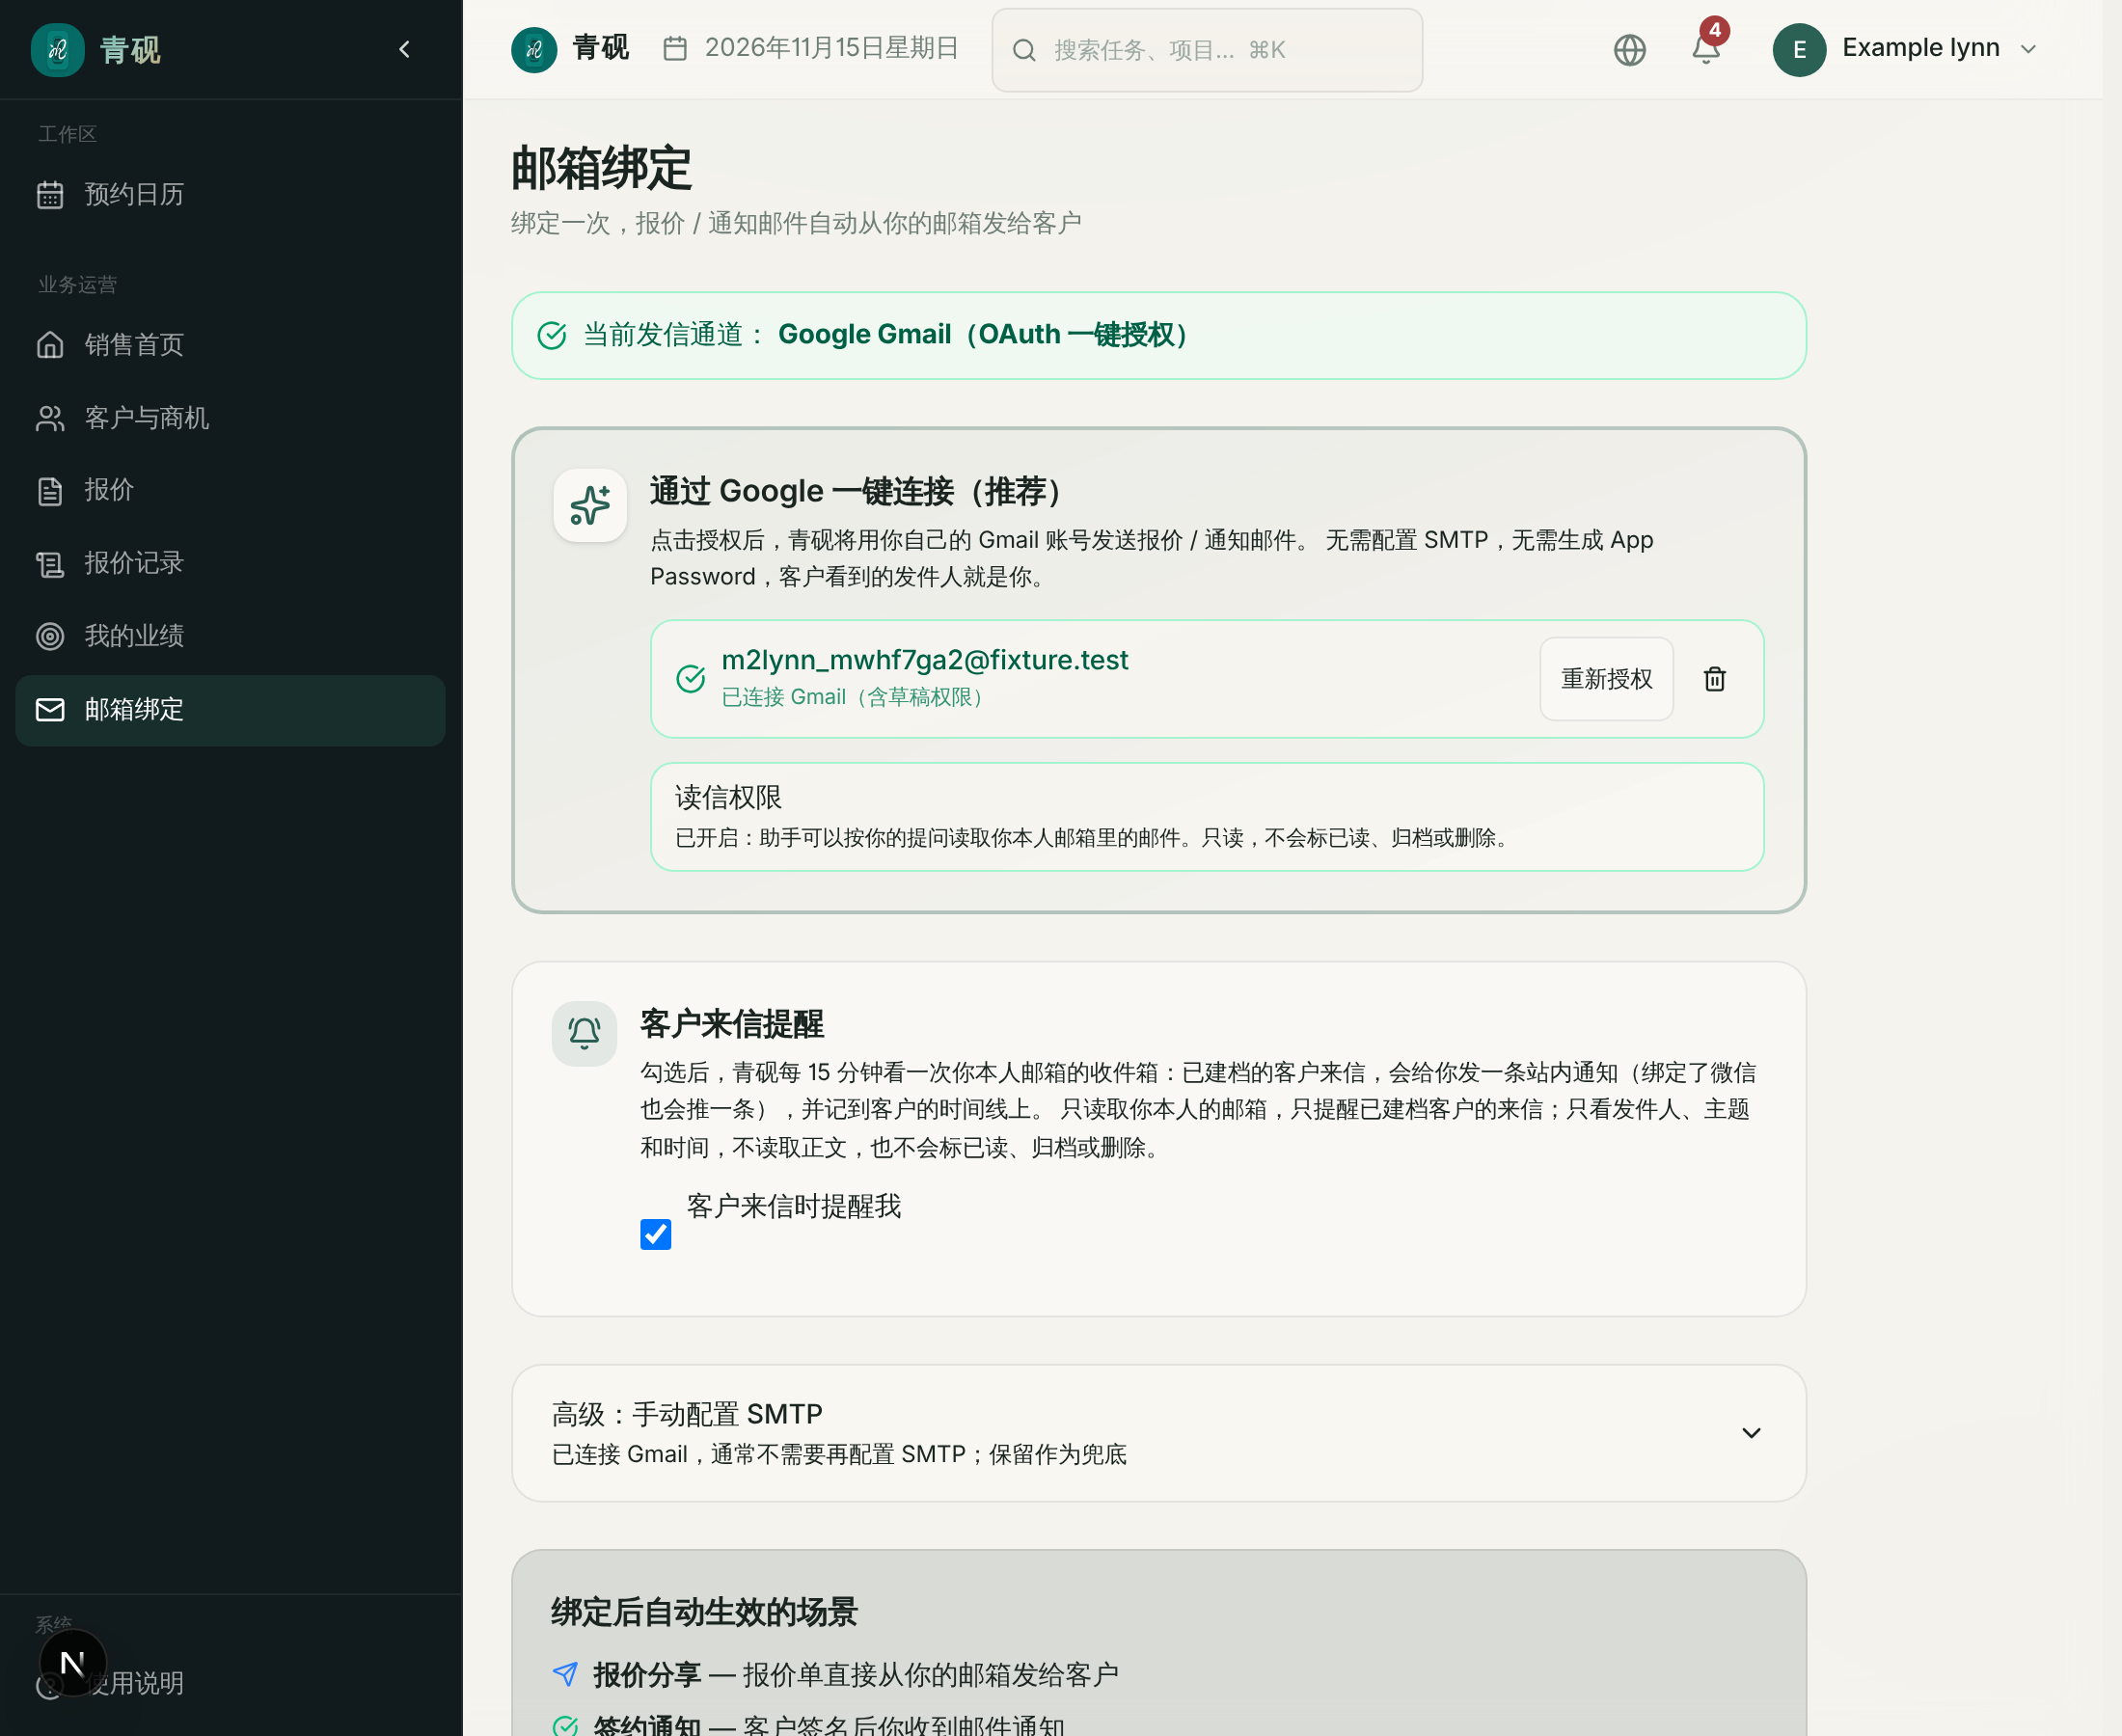 青砚
工作区
预约日历
业务运营
销售首页
客户与商机
报价
报价记录
我的业绩
邮箱绑定
系统
使用说明
青砚
2026年11月15日星期日
搜索任务、项目... ⌘K
4
E
Example lynn
邮箱绑定
绑定一次，报价 / 通知邮件自动从你的邮箱发给客户
当前发信通道： Google Gmail（OAuth 一键授权）
通过 Google 一键连接（推荐）
点击授权后，青砚将用你自己的 Gmail 账号发送报价 / 通知邮件。 无需配置 SMTP，无需生成 App
Password，客户看到的发件人就是你。
m2lynn_mwhf7ga2@fixture.test
已连接 Gmail（含草稿权限）
重新授权
读信权限
已开启：助手可以按你的提问读取你本人邮箱里的邮件。只读，不会标已读、归档或删除。
客户来信提醒
勾选后，青砚每 15 分钟看一次你本人邮箱的收件箱：已建档的客户来信，会给你发一条站内通知（绑定了微信
也会推一条），并记到客户的时间线上。 只读取你本人的邮箱，只提醒已建档客户的来信；只看发件人、主题
和时间，不读取正文，也不会标已读、归档或删除。
客户来信时提醒我
高级：手动配置 SMTP
已连接 Gmail，通常不需要再配置 SMTP；保留作为兜底
绑定后自动生效的场景
报价分享 — 报价单直接从你的邮箱发给客户
签约通知 — 客户签名后你收到邮件通知